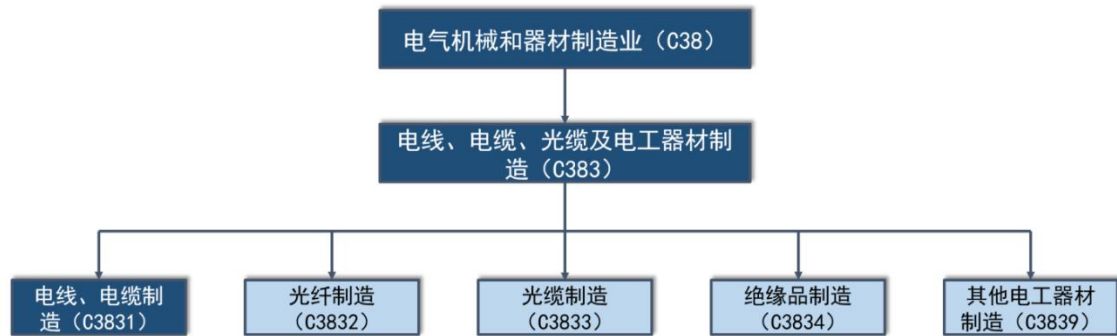 电气机械和器材制造业（C38）
电线、电缆、光缆及电工器材制
造（C383）
电线、电缆制
造（C3831）
光纤制造
（C3832）
光缆制造
（C3833）
绝缘品制造
（C3834）
其他电工器材
制造（C3839）